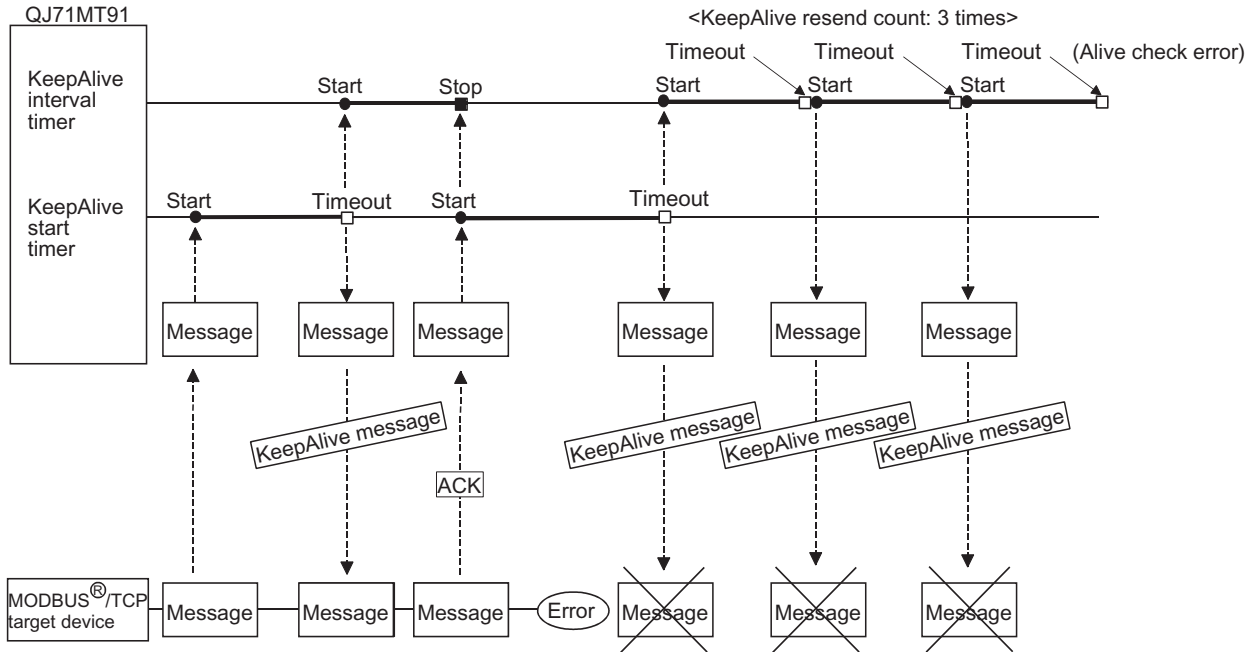 QJ71MT91
<KeepAlive resend count: 3 times>
Timeout Timeout Timeout (Alive check error)
KeepAlive
interval
timer
Start Stop Start Start Start
KeepAlive
start
timer
Start Timeout Start Timeout
Message Message Message Message Message Message
KeepAlive message KeepAlive message KeepAlive message KeepAlive message
ACK
MODBUS®/TCP
target device
Message Message Message Error Message Message Message